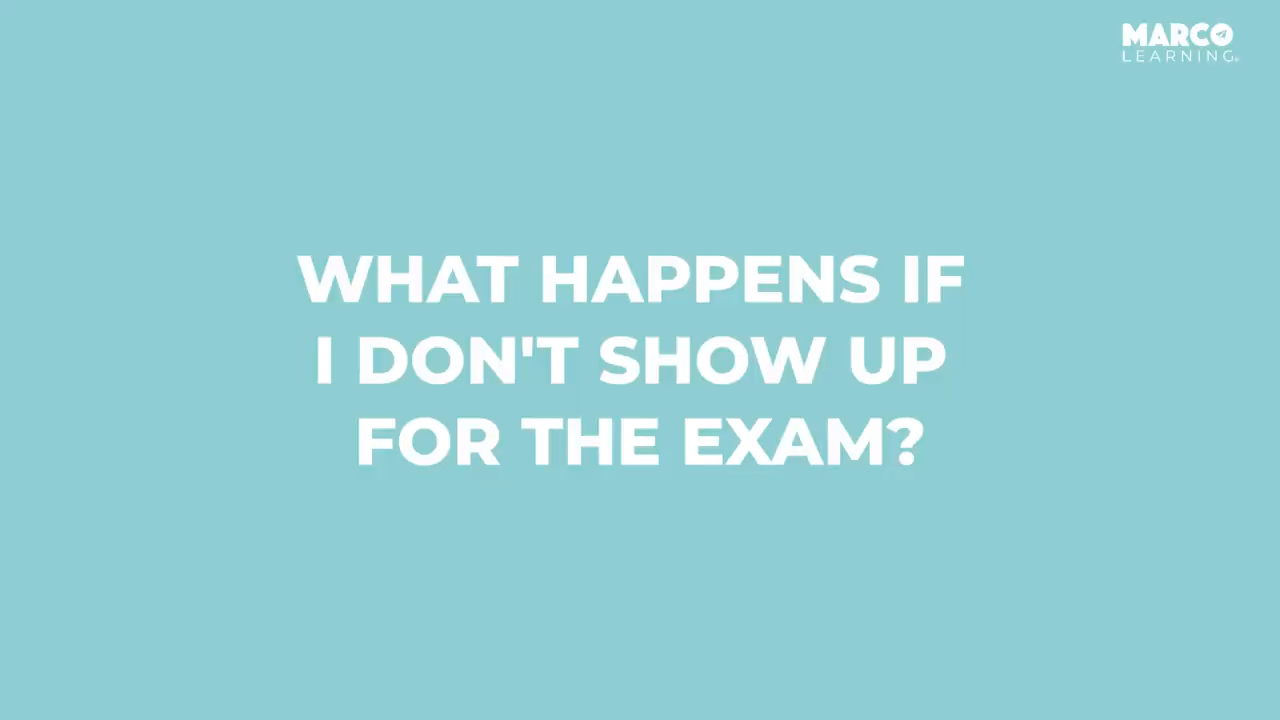 MARCO
LEARNING
WHAT HAPPENS IF
I DON'T SHOW UP
FOR THE EXAM?